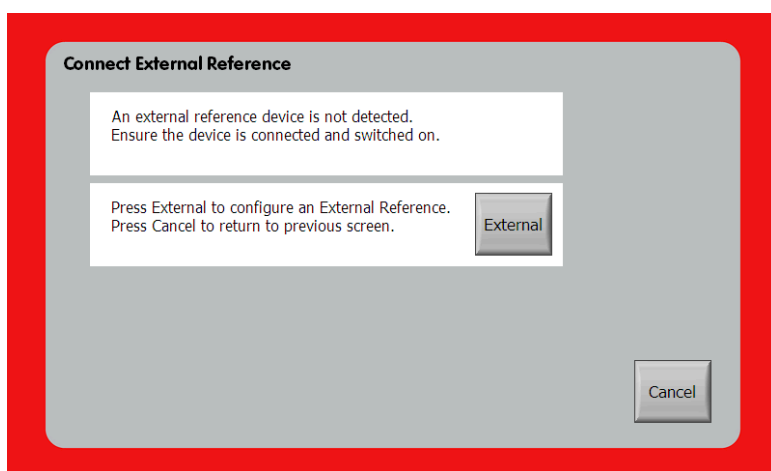 Connect External Reference
An external reference device is not detected.
Ensure the device is connected and switched on.
Press External to configure an External Reference.
Press Cancel to return to previous screen.
External
Cancel